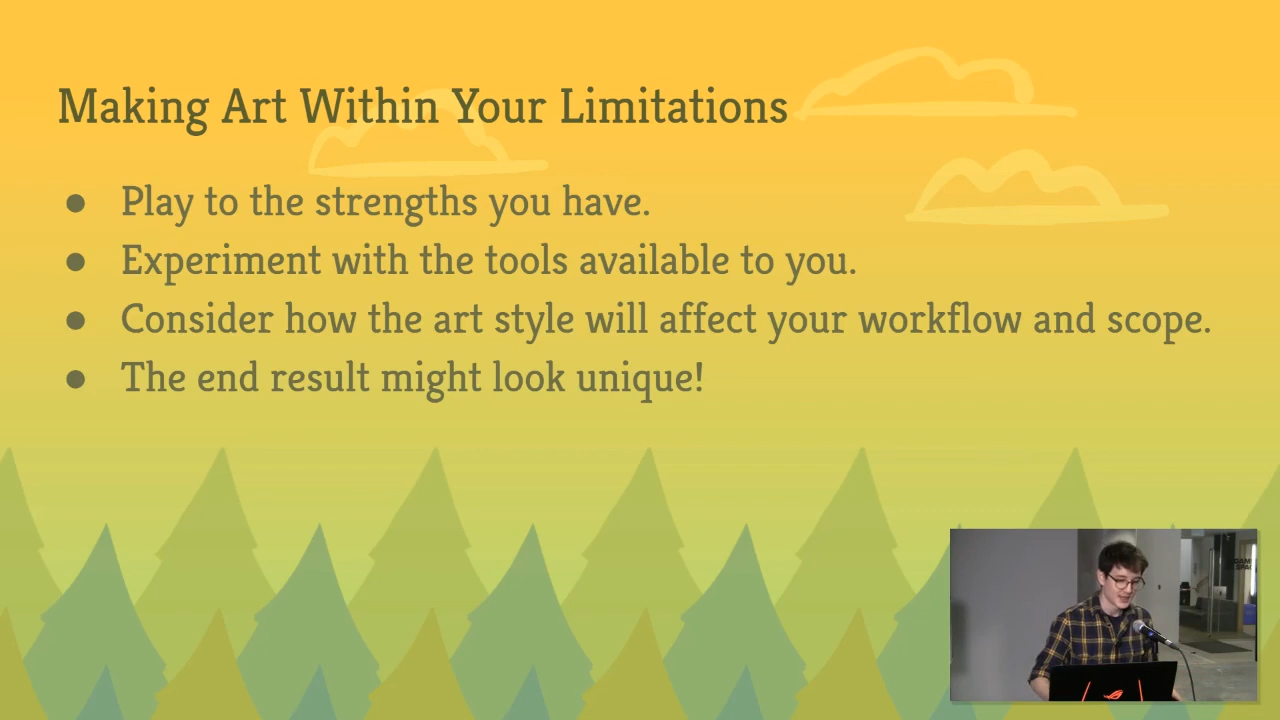 Making Art Within Your Limitations
● Play to the strengths you have.
● Experiment with the tools available to you.
● Consider how the art style will affect your workflow and scope.
● The end result might look unique!